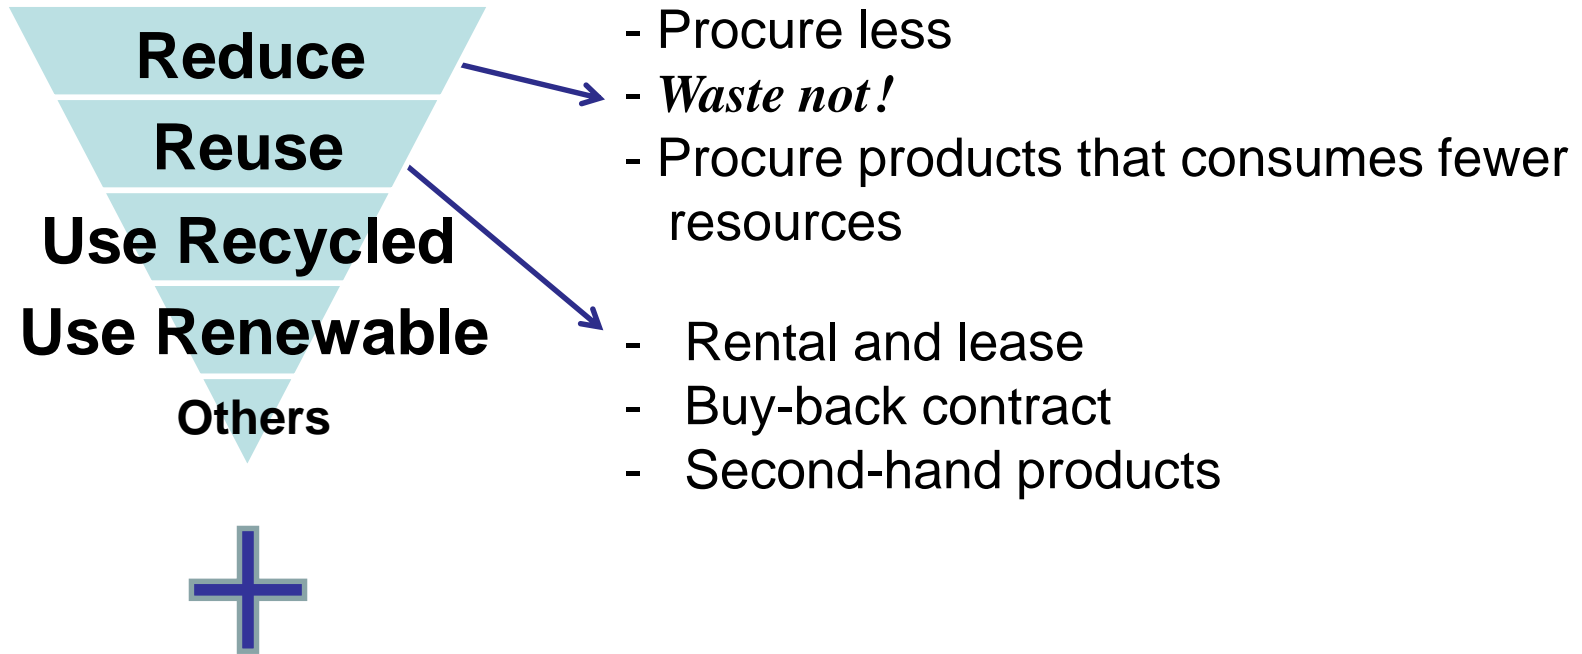 Reduce
Reuse
Use Recycled
Use Renewable
Others
- Procure less
- Waste not!
- Procure products that consumes fewer
resources
- Rental and lease
- Buy-back contract
- Second-hand products